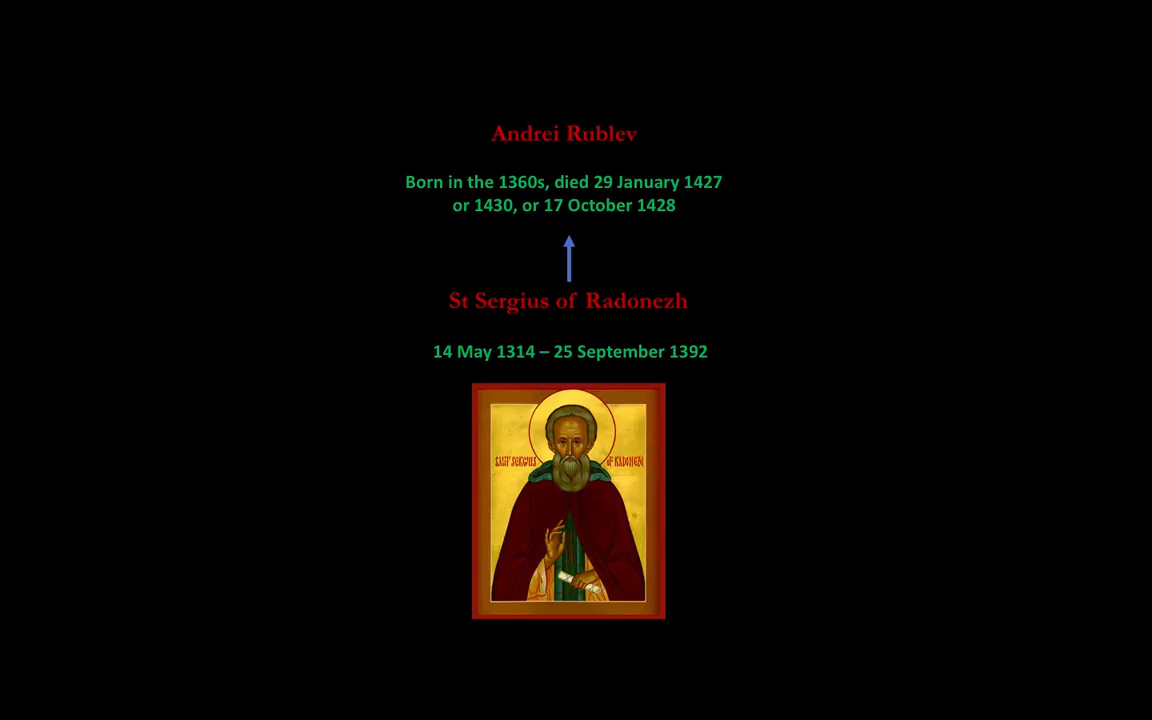 Andrei Rublev
Born in the 1360s, died 29 January 1427
or 1430, or 17 October 1428
St Sergius of Radonezh
14 May 1314 – 25 September 1392
SAINT SERGIUS OF RADONEZH